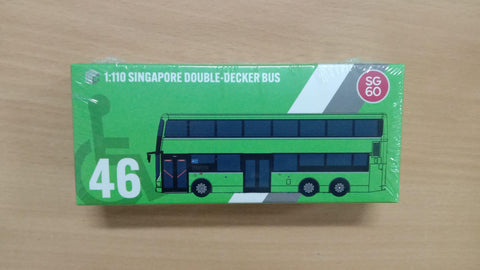 1:110 SINGAPORE DOUBLE-DECKER BUS
SG
60
46